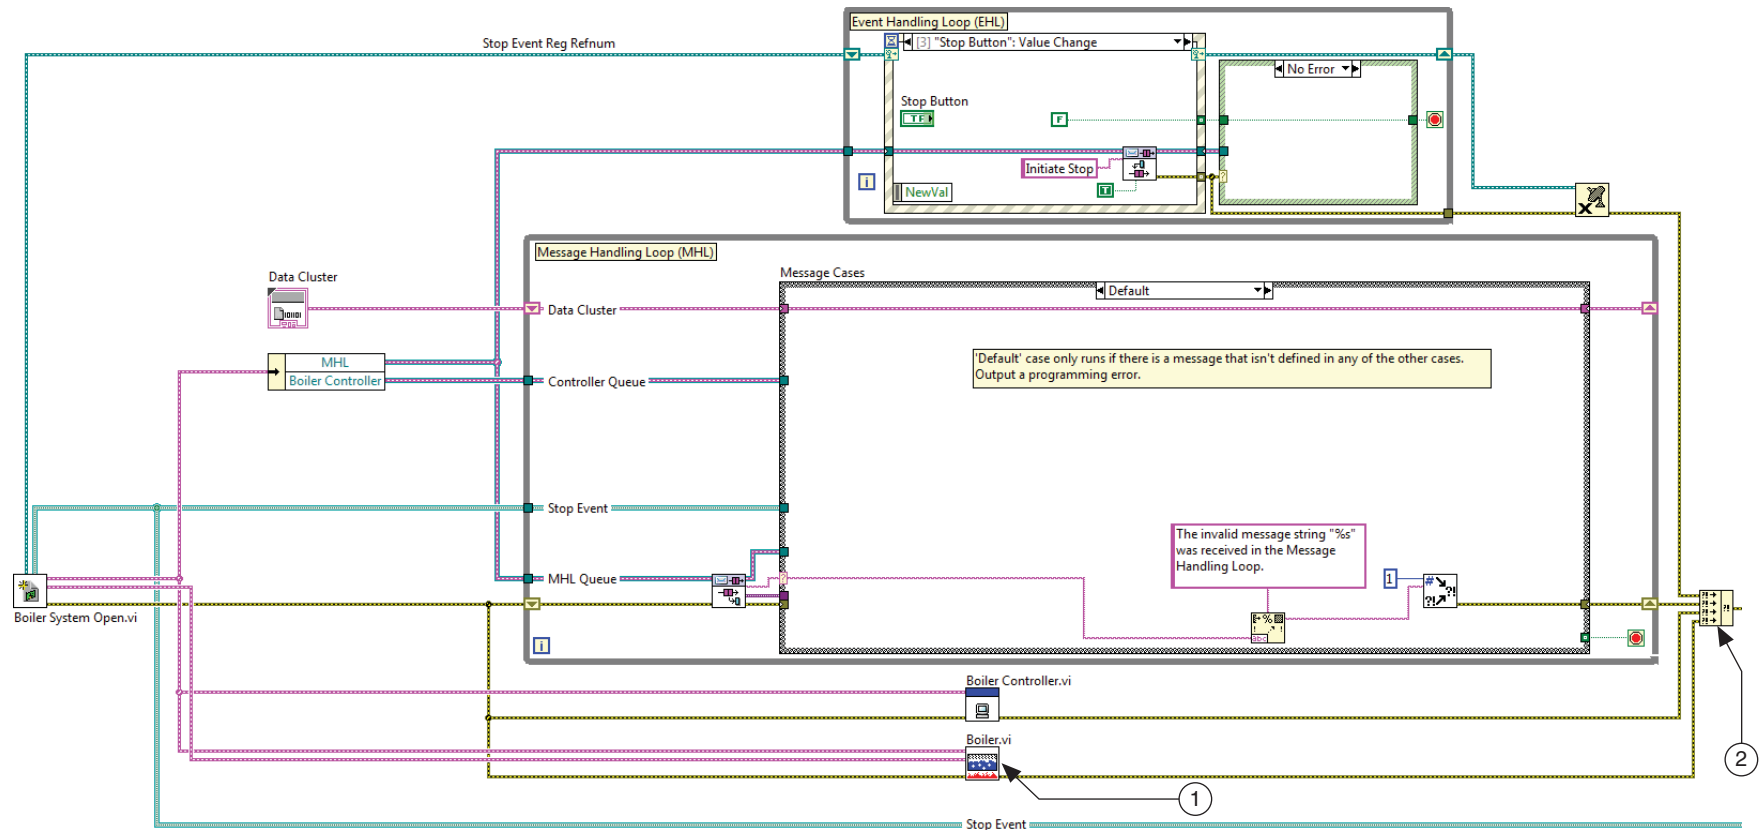 Event Handling Loop (EHL)
Stop Event Reg Refnum
[3] "Stop Button": Value Change
No Error
Stop Button
TF
F
Initiate Stop
T
i
NewVal
?
Message Handling Loop (MHL)
Data Cluster
Message Cases
Default
Data Cluster
'Default' case only runs if there is a message that isn't defined in any of the other cases.
Output a programming error.
MHL
Boiler Controller
Controller Queue
Stop Event
The invalid message string "%s"
was received in the Message
Handling Loop.
MHL Queue
?
1
Boiler System Open.vi
abc
i
Boiler Controller.vi
Boiler.vi
2
1
Stop Event